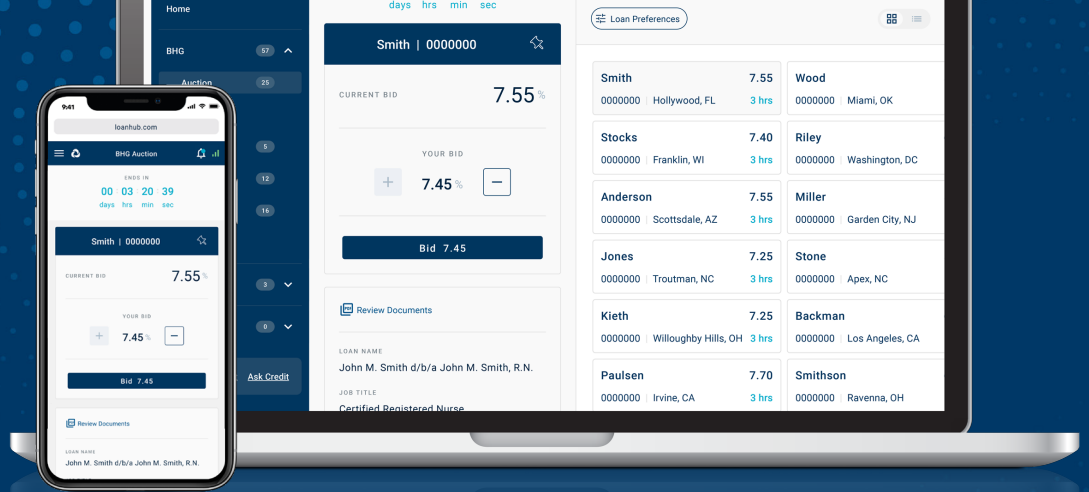 Home
BHG 57
Auction 25
5
12
16
3
0
Ask Credit
days hrs min sec
Smith | 0000000
CURRENT BID 7.55 %
YOUR BID
+ 7.45 % −
Bid 7.45
Review Documents
LOAN NAME
John M. Smith d/b/a John M. Smith, R.N.
JOB TITLE
Certified Registered Nurse
Loan Preferences
Smith 7.55
0000000 | Hollywood, FL 3 hrs
Wood
0000000 | Miami, OK
Stocks 7.40
0000000 | Franklin, WI 3 hrs
Riley
0000000 | Washington, DC
Anderson 7.55
0000000 | Scottsdale, AZ 3 hrs
Miller
0000000 | Garden City, NJ
Jones 7.25
0000000 | Troutman, NC 3 hrs
Stone
0000000 | Apex, NC
Kieth 7.25
0000000 | Willoughby Hills, OH 3 hrs
Backman
0000000 | Los Angeles, CA
Paulsen 7.70
0000000 | Irvine, CA 3 hrs
Smithson
0000000 | Ravenna, OH
9:41
loanhub.com
BHG Auction
ENDS IN
00 03 20 39
days hrs min sec
Smith | 0000000
CURRENT BID 7.55 %
YOUR BID
+ 7.45 % −
Bid 7.45
Review Documents
LOAN NAME
John M. Smith d/b/a John M. Smith, R.N.